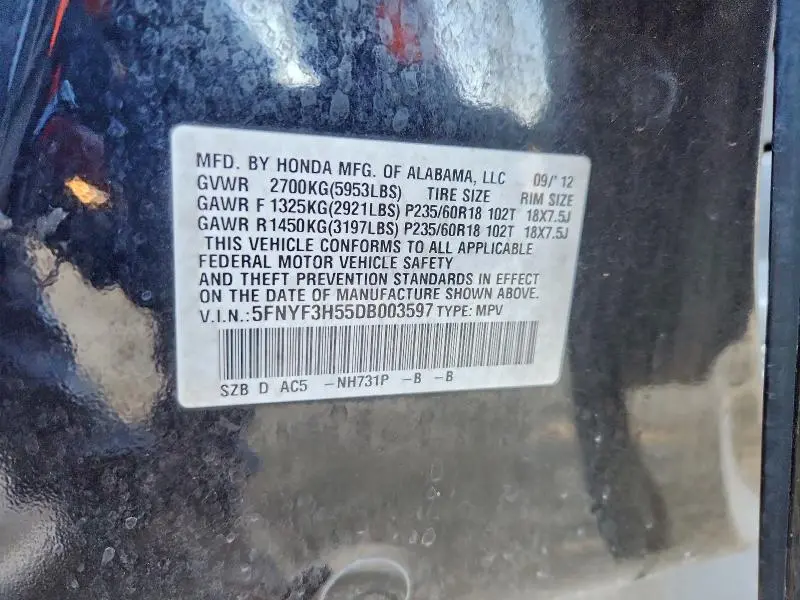 MFD. BY HONDA MFG. OF ALABAMA, LLC 09/'12
GVWR 2700KG(5953LBS) TIRE SIZE RIM SIZE
GAWR F 1325KG(2921LBS) P235/60R18 102T 18X7.5J
GAWR R1450KG(3197LBS) P235/60R18 102T 18X7.5J
THIS VEHICLE CONFORMS TO ALL APPLICABLE
FEDERAL MOTOR VEHICLE SAFETY
AND THEFT PREVENTION STANDARDS IN EFFECT
ON THE DATE OF MANUFACTURE SHOWN ABOVE.
V.I.N.:5FNYF3H55DB003597 TYPE: MPV
SZB D AC5 -NH731P -B -B